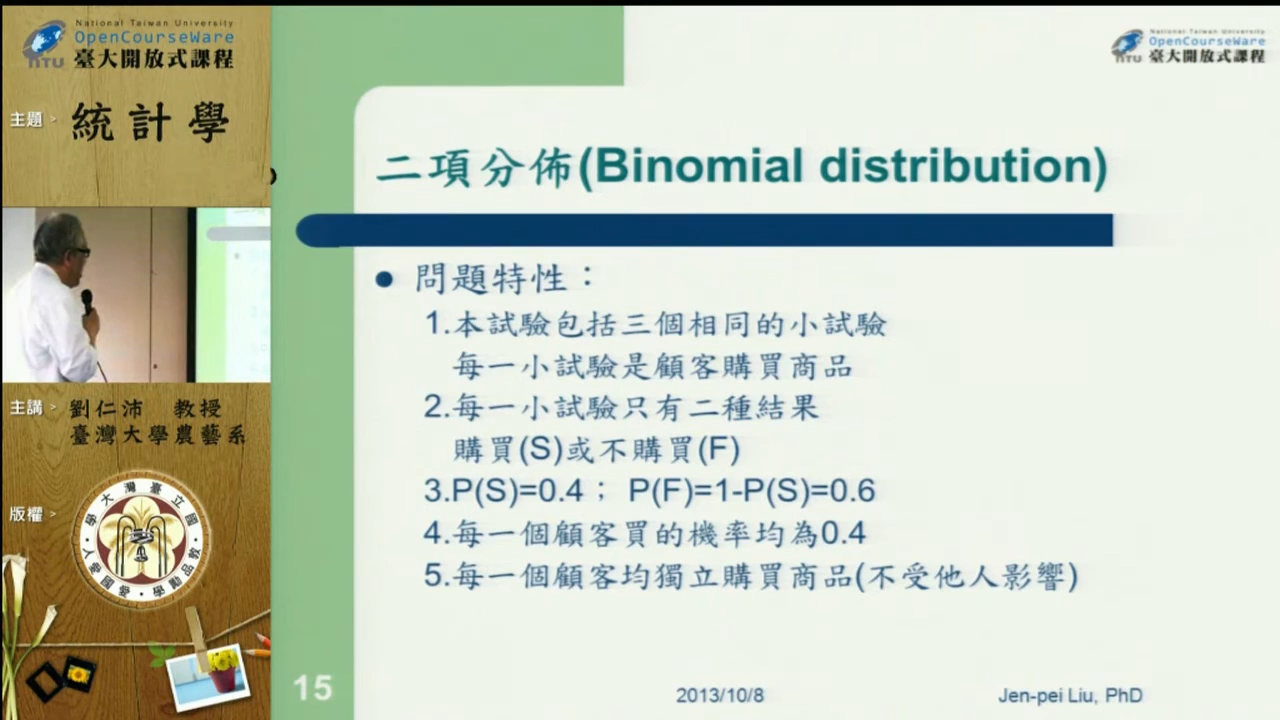 National Taiwan University
OpenCourseWare
NTU 臺大開放式課程
主題 > 統計學
主講 > 劉仁沛 教授
臺灣大學農藝系
版權 >
National Taiwan University
OpenCourseWare
NTU 臺大開放式課程
二項分佈(Binomial distribution)
● 問題特性：
1.本試驗包括三個相同的小試驗
每一小試驗是顧客購買商品
2.每一小試驗只有二種結果
購買(S)或不購買(F)
3.P(S)=0.4； P(F)=1-P(S)=0.6
4.每一個顧客買的機率均為0.4
5.每一個顧客均獨立購買商品(不受他人影響)
15
2013/10/8
Jen-pei Liu, PhD